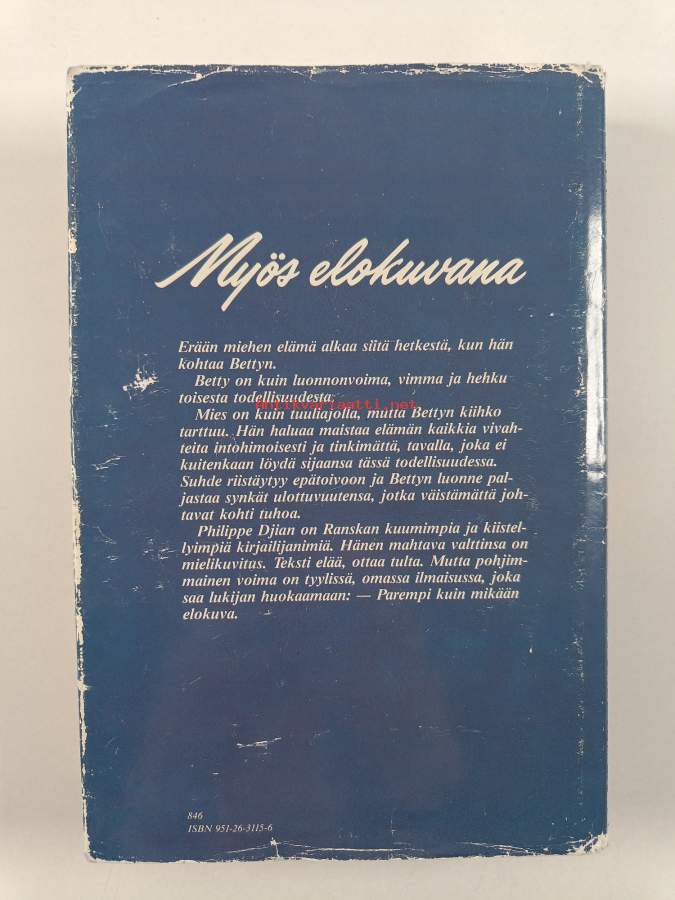 Myös elokuvana
Erään miehen elämä alkaa siitä hetkestä, kun hän
kohtaa Bettyn.
Betty on kuin luonnonvoima, vimma ja hehku
toisesta todellisuudesta.
Antikvariaatti.net
Mies on kuin tuuliajolla, mutta Bettyn kiihko
tarttuu. Hän haluaa maistaa elämän kaikkia vivah-
teita intohimoisesti ja tinkimättä, tavalla, joka ei
kuitenkaan löydä sijaansa tässä todellisuudessa.
Suhde riistäytyy epätoivoon ja Bettyn luonne pal-
jastaa synkät ulottuvuutensa, jotka väistämättä joh-
tavat kohti tuhoa.
Philippe Djian on Ranskan kuumimpia ja kiistel-
lyimpiä kirjailijanimiä. Hänen mahtava valttinsa on
mielikuvitus. Teksti elää, ottaa tulta. Mutta pohjim-
mainen voima on tyylissä, omassa ilmaisussa, joka
saa lukijan huokaamaan: — Parempi kuin mikään
elokuva.
846
ISBN 951-26-3115-6